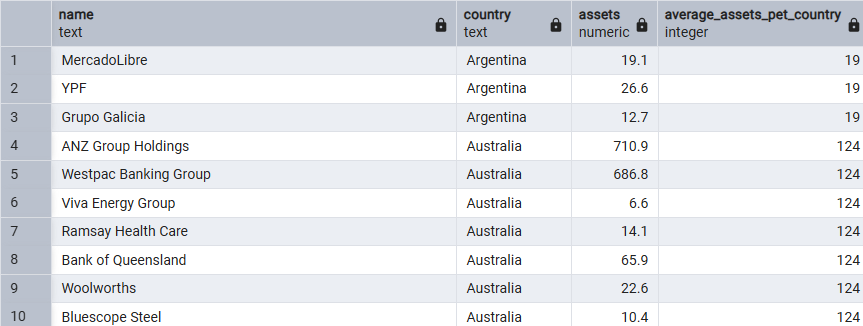 name country assets average_assets_pet_country
text text numeric integer
1 MercadoLibre Argentina 19.1 19
2 YPF Argentina 26.6 19
3 Grupo Galicia Argentina 12.7 19
4 ANZ Group Holdings Australia 710.9 124
5 Westpac Banking Group Australia 686.8 124
6 Viva Energy Group Australia 6.6 124
7 Ramsay Health Care Australia 14.1 124
8 Bank of Queensland Australia 65.9 124
9 Woolworths Australia 22.6 124
10 Bluescope Steel Australia 10.4 124